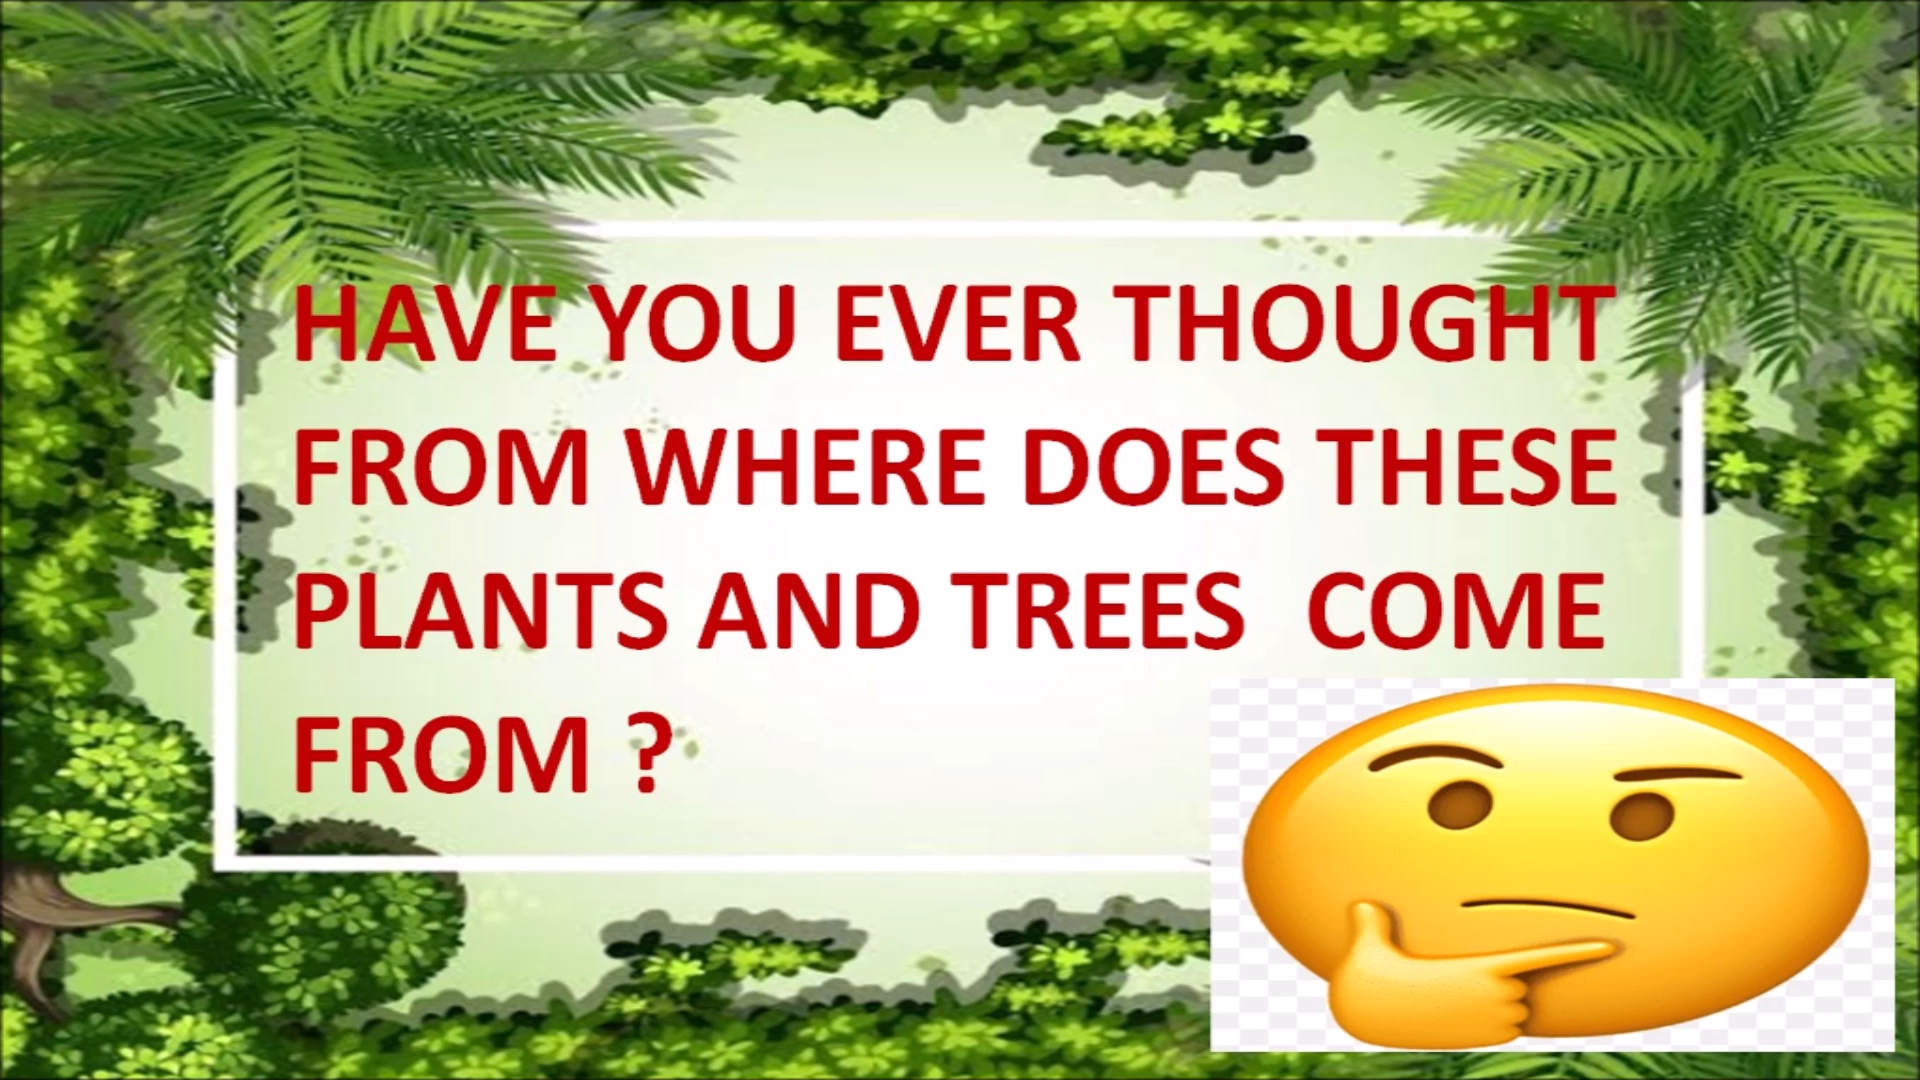 HAVE YOU EVER THOUGHT
FROM WHERE DOES THESE
PLANTS AND TREES  COME
FROM ?